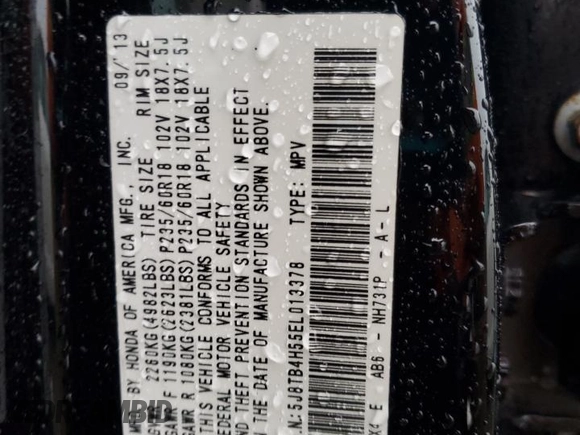 MFD. BY HONDA OF AMERICA MFG., INC. 09/ 13
2260KG(4982LBS) TIRE SIZE RIM SIZE
GAWR F 1190KG(2623LBS) P235/60R18 102V 18X7.5J
GAWR R 1080KG(2381LBS) P235/60R18 102V 18X7.5J
THIS VEHICLE CONFORMS TO ALL APPLICABLE
FEDERAL MOTOR VEHICLE SAFETY
AND THEFT PREVENTION STANDARDS IN EFFECT
ON THE DATE OF MANUFACTURE SHOWN ABOVE.
5J8TB4H55EL013378 TYPE: MPV
E AB6- NH731P - A - L